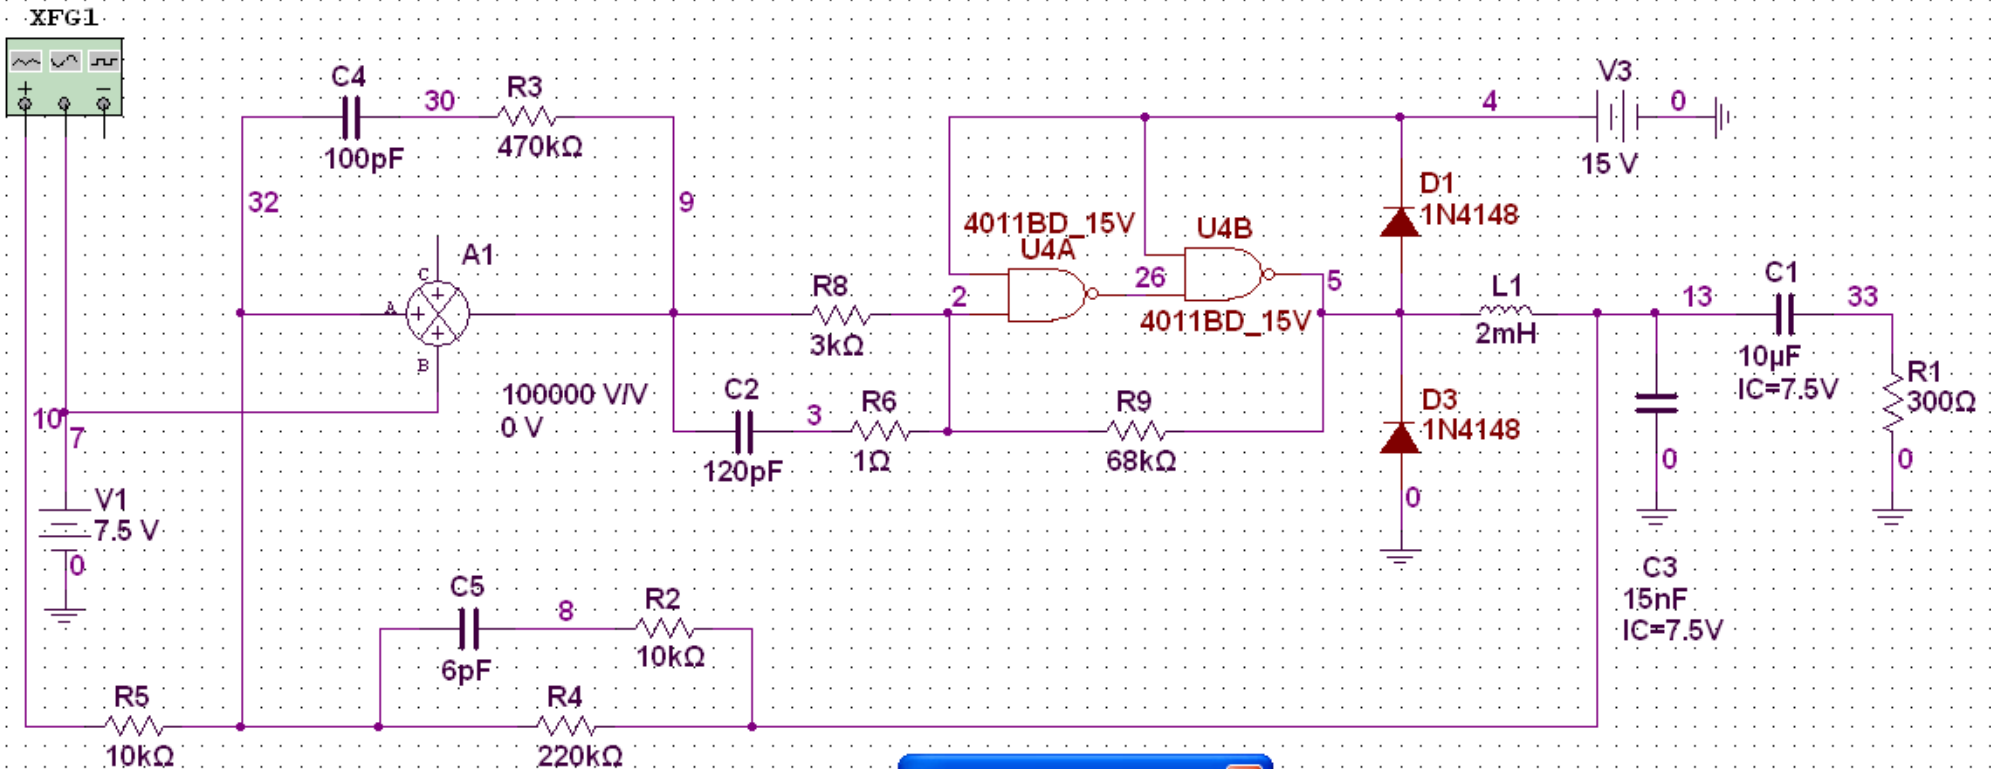 XFG1
+
−
C4
30
R3
100pF
470kΩ
32
9
A1
C
A
B
100000 V/V
0 V
10
7
V1
7.5 V
0
C5
8
R2
6pF
10kΩ
R5
10kΩ
R4
220kΩ
R8
3kΩ
C2
3
R6
R9
120pF
1Ω
68kΩ
2
4011BD_15V
U4A
26
U4B
4011BD_15V
5
4
V3
0
15 V
D1
1N4148
D3
1N4148
0
L1
2mH
13
C1
33
10µF
IC=7.5V
R1
300Ω
0
0
C3
15nF
IC=7.5V